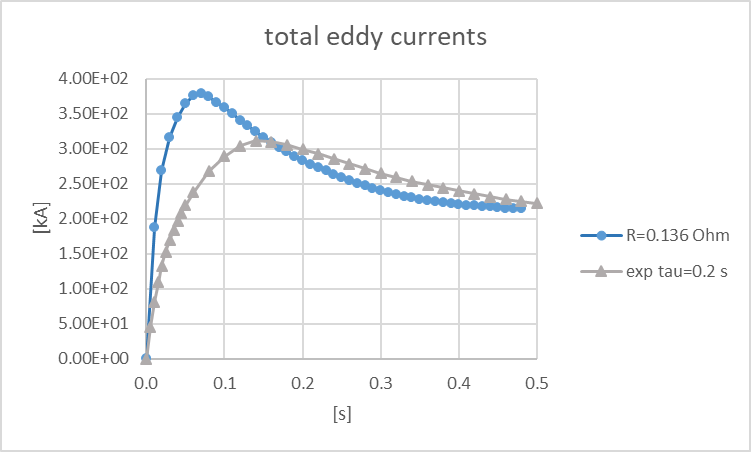 total eddy currents
4.00E+02
3.50E+02
3.00E+02
2.50E+02
2.00E+02
1.50E+02
1.00E+02
5.00E+01
0.00E+00
[kA]
0.0 0.1 0.2 0.3 0.4 0.5
[s]
R=0.136 Ohm
exp tau=0.2 s